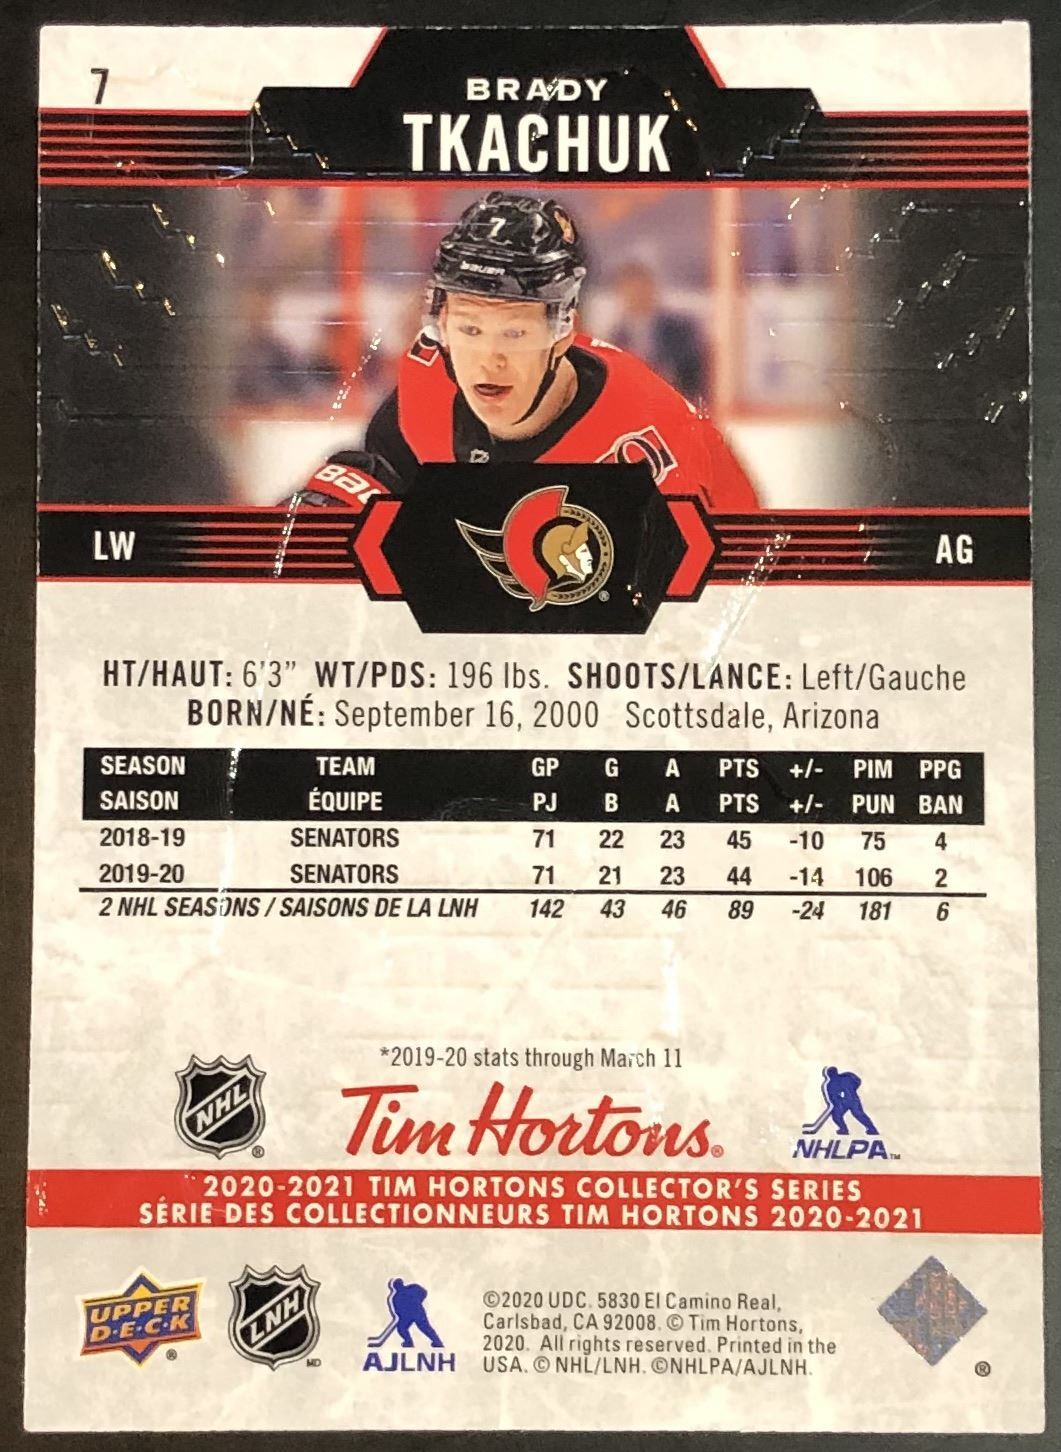 7
BRADY
TKACHUK
7
BAUER
LW
AG
®
HT/HAUT: 6'3” WT/PDS: 196 lbs. SHOOTS/LANCE: Left/Gauche
BORN/NÉ: September 16, 2000 Scottsdale, Arizona
SEASON TEAM GP G A PTS +/- PIM PPG
SAISON ÉQUIPE PJ B A PTS +/- PUN BAN
2018-19 SENATORS 71 22 23 45 -10 75 4
2019-20 SENATORS 71 21 23 44 -14 106 2
2 NHL SEASONS / SAISONS DE LA LNH 142 43 46 89 -24 181 6
*2019-20 stats through March 11
NHL ®
Tim Hortons®
NHLPA™
2020-2021 TIM HORTONS COLLECTOR'S SERIES
SÉRIE DES COLLECTIONNEURS TIM HORTONS 2020-2021
UPPER
D·E·C·K ®
LNH MD
AJLNH
©2020 UDC. 5830 El Camino Real,
Carlsbad, CA 92008. © Tim Hortons,
2020. All rights reserved. Printed in the
USA. © NHL/LNH. ©NHLPA/AJLNH.
®